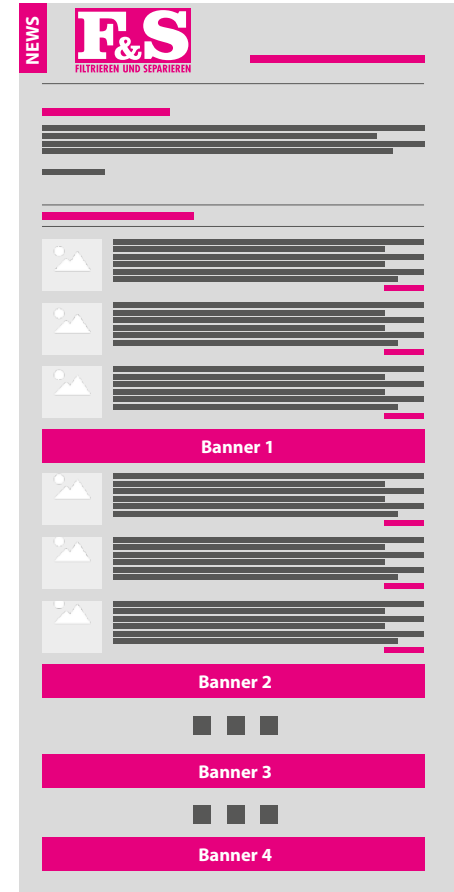 NEWS
F&S
FILTRIEREN UND SEPARIEREN
Banner 1
Banner 2
Banner 3
Banner 4